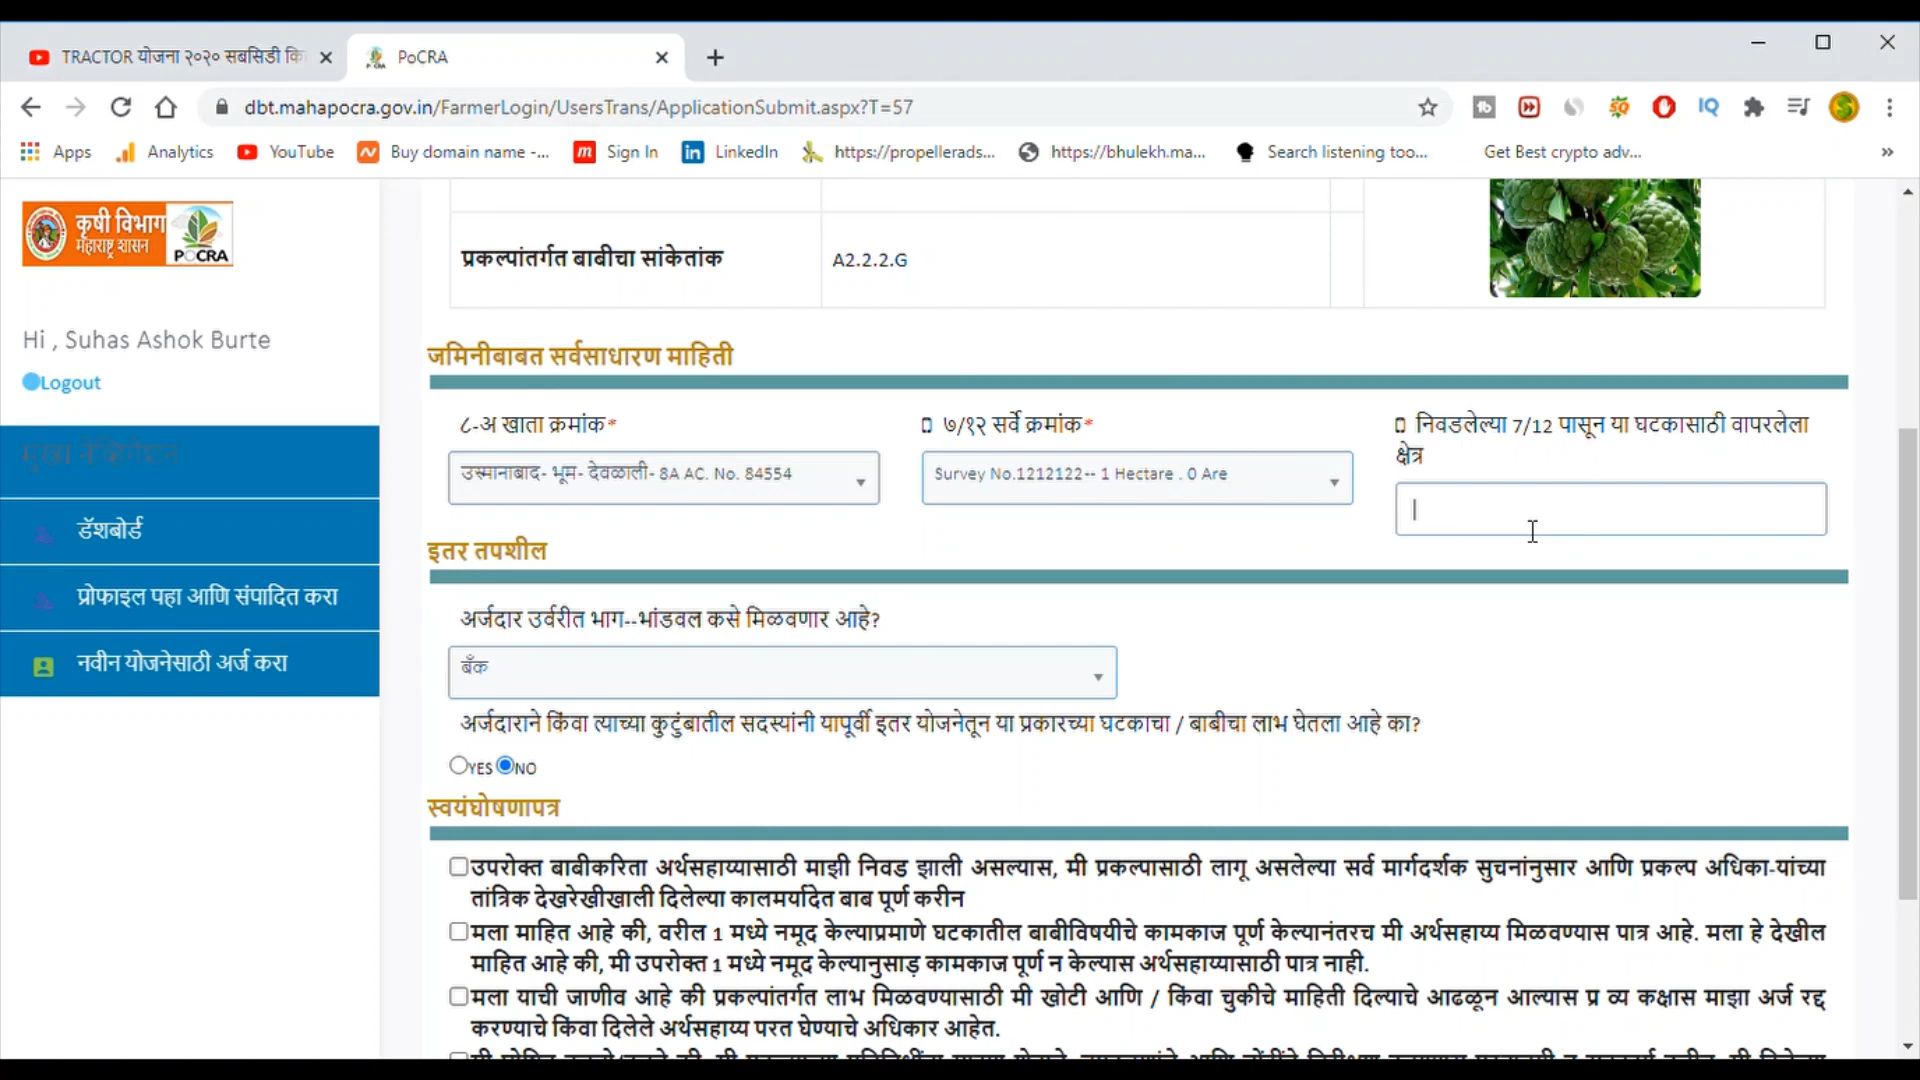 TRACTOR योजना २०२० सबसिडी कि
PoCRA
dbt.mahapocra.gov.in/FarmerLogin/UsersTrans/ApplicationSubmit.aspx?T=57
Apps
Analytics
YouTube
Buy domain name -...
Sign In
LinkedIn
https://propellerads...
https://bhulekh.ma...
Search listening too...
Get Best crypto adv...
»
कृषी विभाग
महाराष्ट्र शासन
POCRA
Hi , Suhas Ashok Burte
Logout
मुख्य नेव्हिगेशन
डॅशबोर्ड
प्रोफाइल पहा आणि संपादित करा
नवीन योजनेसाठी अर्ज करा
प्रकल्पांतर्गत बाबीचा सांकेतांक
A2.2.2.G
जमिनीबाबत सर्वसाधारण माहिती
८-अ खाता क्रमांक*
७/१२ सर्वे क्रमांक*
निवडलेल्या 7/12 पासून या घटकासाठी वापरलेला
क्षेत्र
उस्मानाबाद- भूम- देवळाली- 8A AC. No. 84554
Survey No.1212122-- 1 Hectare . 0 Are
इतर तपशील
अर्जदार उर्वरीत भाग--भांडवल कसे मिळवणार आहे?
बँक
अर्जदाराने किंवा त्याच्या कुटुंबातील सदस्यांनी यापूर्वी इतर योजनेतून या प्रकारच्या घटकाचा / बाबीचा लाभ घेतला आहे का?
YES NO
स्वयंघोषणापत्र
उपरोक्त बाबीकरिता अर्थसहाय्यासाठी माझी निवड झाली असल्यास, मी प्रकल्पासाठी लागू असलेल्या सर्व मार्गदर्शक सुचनांनुसार आणि प्रकल्प अधिका-यांच्या
तांत्रिक देखरेखीखाली दिलेल्या कालमर्यादेत बाब पूर्ण करीन
मला माहित आहे की, वरील 1 मध्ये नमूद केल्याप्रमाणे घटकातील बाबीविषयीचे कामकाज पूर्ण केल्यानंतरच मी अर्थसहाय्य मिळवण्यास पात्र आहे. मला हे देखील
माहित आहे की, मी उपरोक्त 1 मध्ये नमूद केल्यानुसाड़ कामकाज पूर्ण न केल्यास अर्थसहाय्यासाठी पात्र नाही.
मला याची जाणीव आहे की प्रकल्पांतर्गत लाभ मिळवण्यासाठी मी खोटी आणि / किंवा चुकीचे माहिती दिल्याचे आढळून आल्यास प्र व्य कक्षास माझा अर्ज रद्द
करण्याचे किंवा दिलेले अर्थसहाय्य परत घेण्याचे अधिकार आहेत.